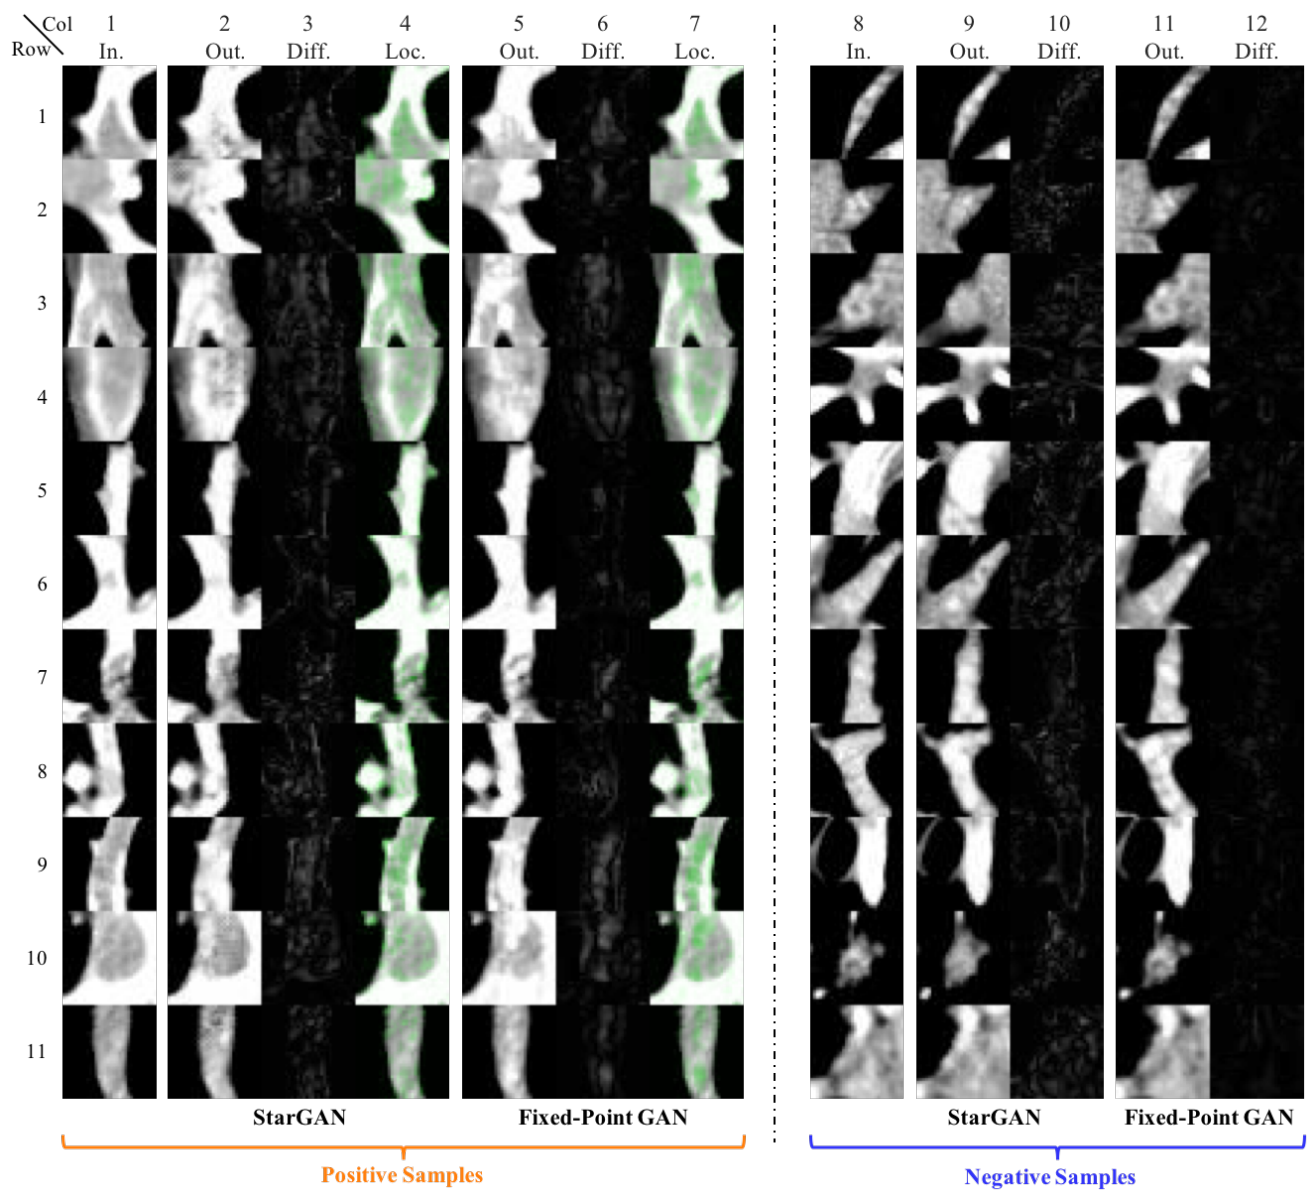 Col 1 2 3 4 5 6 7 8 9 10 11 12
Row In. Out. Diff. Loc. Out. Diff. Loc. In. Out. Diff. Out. Diff.
1
2
3
4
5
6
7
8
9
10
11
StarGAN Fixed-Point GAN StarGAN Fixed-Point GAN
Positive Samples Negative Samples